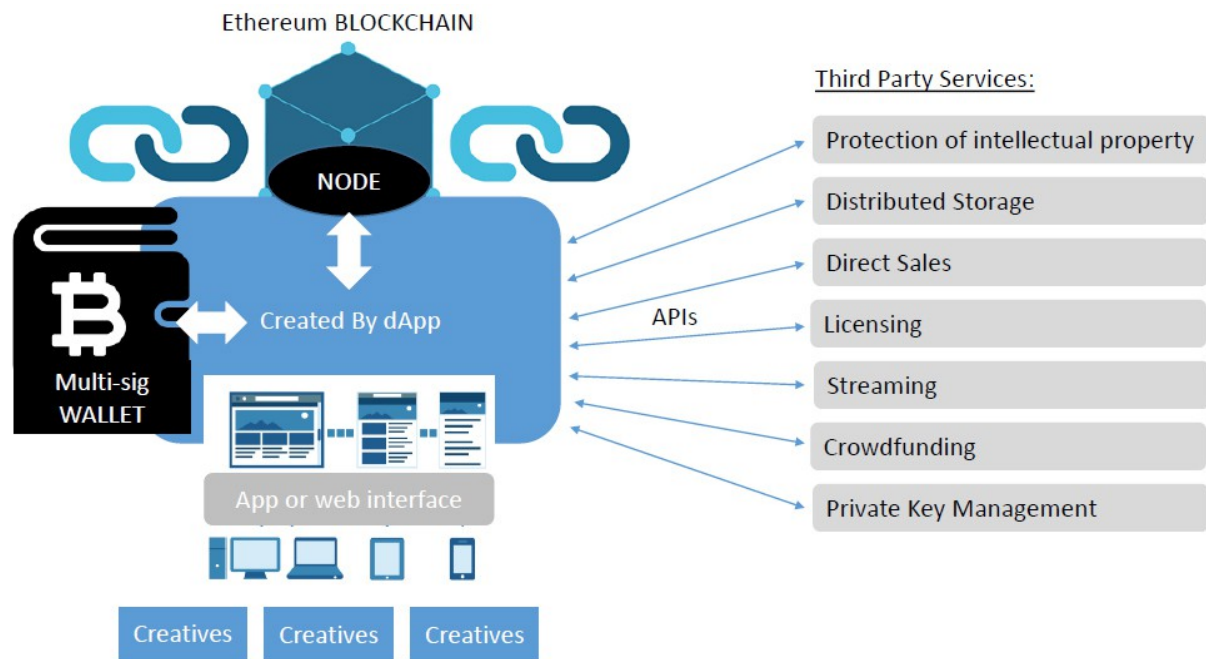 Ethereum BLOCKCHAIN
NODE
Created By dApp
Multi-sig
WALLET
App or web interface
Creatives
Creatives
Creatives
APIs
Third Party Services:
Protection of intellectual property
Distributed Storage
Direct Sales
Licensing
Streaming
Crowdfunding
Private Key Management